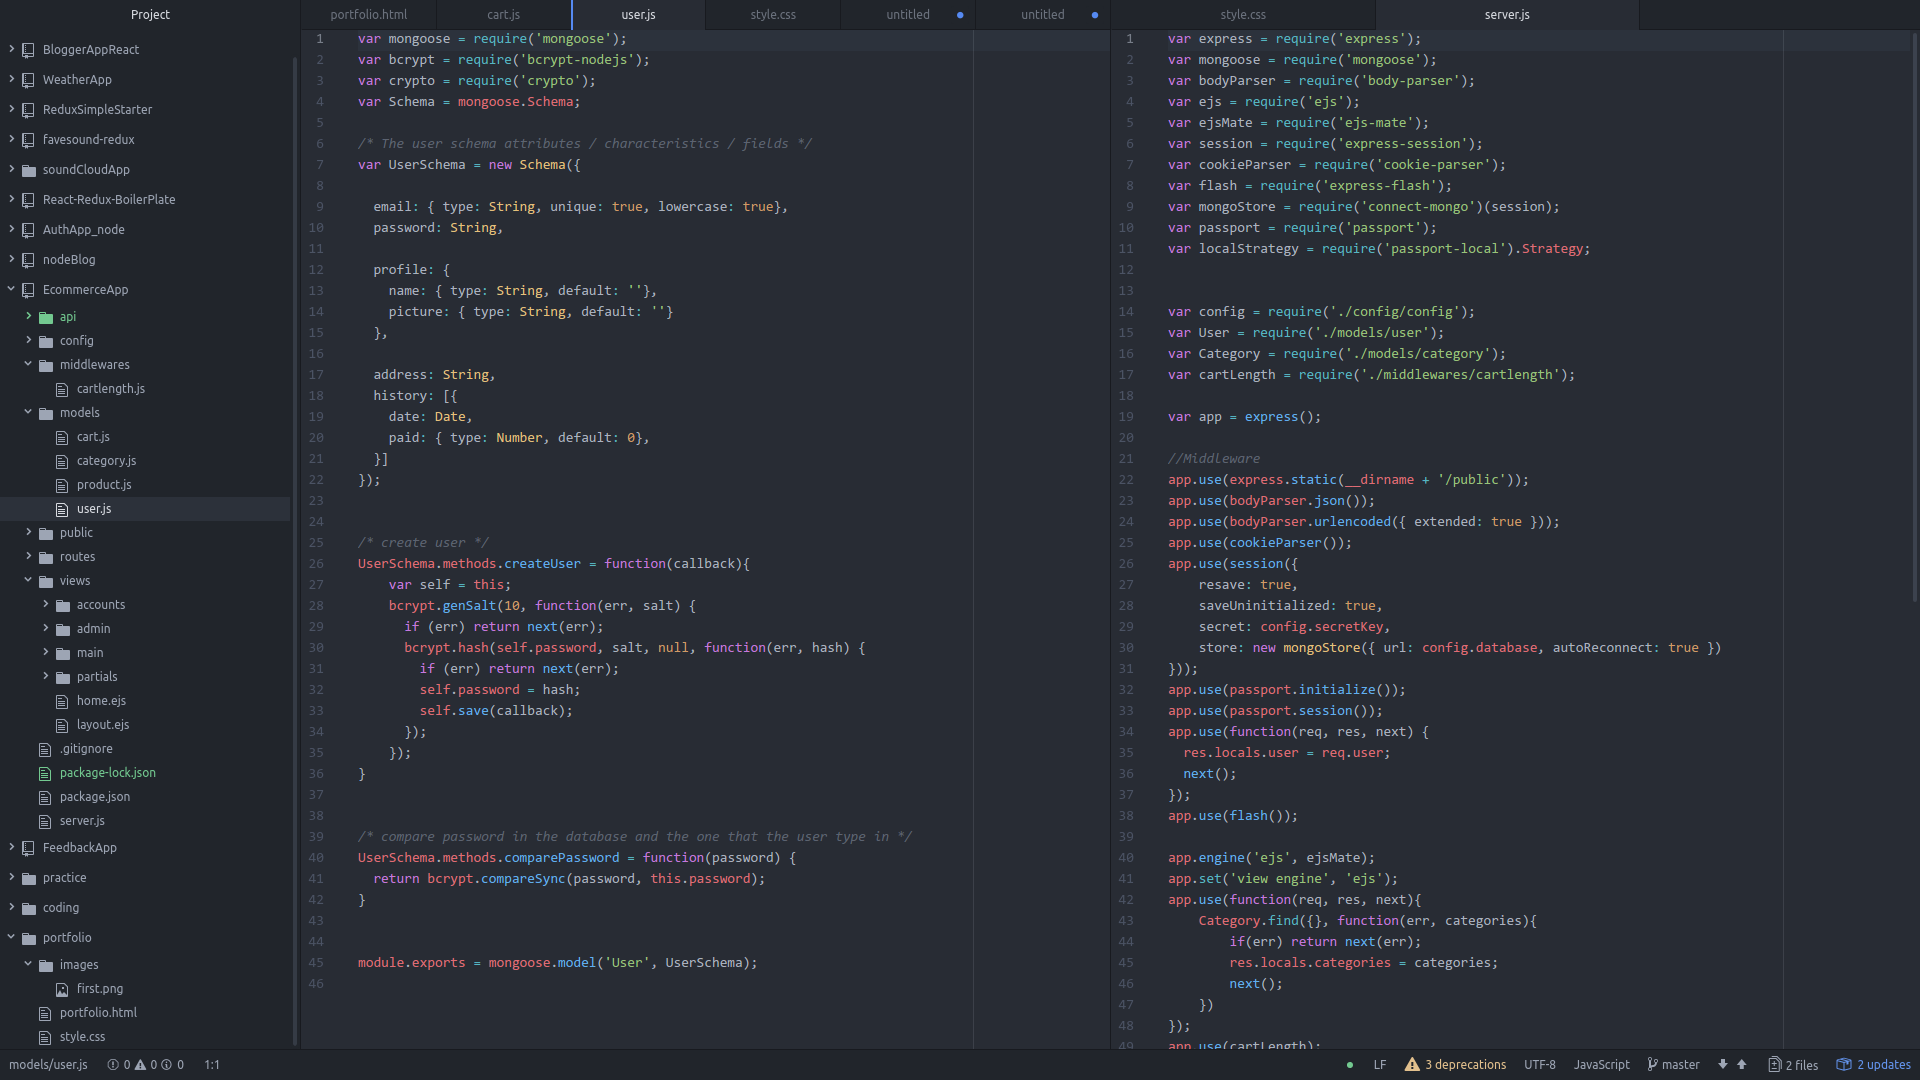 Project
BloggerAppReact
WeatherApp
ReduxSimpleStarter
favesound-redux
soundCloudApp
React-Redux-BoilerPlate
AuthApp_node
nodeBlog
EcommerceApp
api
config
middlewares
cartlength.js
models
cart.js
category.js
product.js
user.js
public
routes
views
accounts
admin
main
partials
home.ejs
layout.ejs
.gitignore
package-lock.json
package.json
server.js
FeedbackApp
practice
coding
portfolio
images
first.png
portfolio.html
style.css
portfolio.html cart.js user.js style.css untitled untitled
1 var mongoose = require('mongoose');
2 var bcrypt = require('bcrypt-nodejs');
3 var crypto = require('crypto');
4 var Schema = mongoose.Schema;
5
6 /* The user schema attributes / characteristics / fields */
7 var UserSchema = new Schema({
8
9 email: { type: String, unique: true, lowercase: true},
10 password: String,
11
12 profile: {
13 name: { type: String, default: ''},
14 picture: { type: String, default: ''}
15 },
16
17 address: String,
18 history: [{
19 date: Date,
20 paid: { type: Number, default: 0},
21 }]
22 });
23
24
25 /* create user */
26 UserSchema.methods.createUser = function(callback){
27 var self = this;
28 bcrypt.genSalt(10, function(err, salt) {
29 if (err) return next(err);
30 bcrypt.hash(self.password, salt, null, function(err, hash) {
31 if (err) return next(err);
32 self.password = hash;
33 self.save(callback);
34 });
35 });
36 }
37
38
39 /* compare password in the database and the one that the user type in */
40 UserSchema.methods.comparePassword = function(password) {
41 return bcrypt.compareSync(password, this.password);
42 }
43
44
45 module.exports = mongoose.model('User', UserSchema);
46
style.css server.js
1 var express = require('express');
2 var mongoose = require('mongoose');
3 var bodyParser = require('body-parser');
4 var ejs = require('ejs');
5 var ejsMate = require('ejs-mate');
6 var session = require('express-session');
7 var cookieParser = require('cookie-parser');
8 var flash = require('express-flash');
9 var mongoStore = require('connect-mongo')(session);
10 var passport = require('passport');
11 var localStrategy = require('passport-local').Strategy;
12
13
14 var config = require('./config/config');
15 var User = require('./models/user');
16 var Category = require('./models/category');
17 var cartLength = require('./middlewares/cartlength');
18
19 var app = express();
20
21 //Middleware
22 app.use(express.static(__dirname + '/public'));
23 app.use(bodyParser.json());
24 app.use(bodyParser.urlencoded({ extended: true }));
25 app.use(cookieParser());
26 app.use(session({
27 resave: true,
28 saveUninitialized: true,
29 secret: config.secretKey,
30 store: new mongoStore({ url: config.database, autoReconnect: true })
31 }));
32 app.use(passport.initialize());
33 app.use(passport.session());
34 app.use(function(req, res, next) {
35 res.locals.user = req.user;
36 next();
37 });
38 app.use(flash());
39
40 app.engine('ejs', ejsMate);
41 app.set('view engine', 'ejs');
42 app.use(function(req, res, next){
43 Category.find({}, function(err, categories){
44 if(err) return next(err);
45 res.locals.categories = categories;
46 next();
47 })
48 });
49 app.use(cartLength);
models/user.js 0 0 0 1:1 LF 3 deprecations UTF-8 JavaScript master 2 files 2 updates